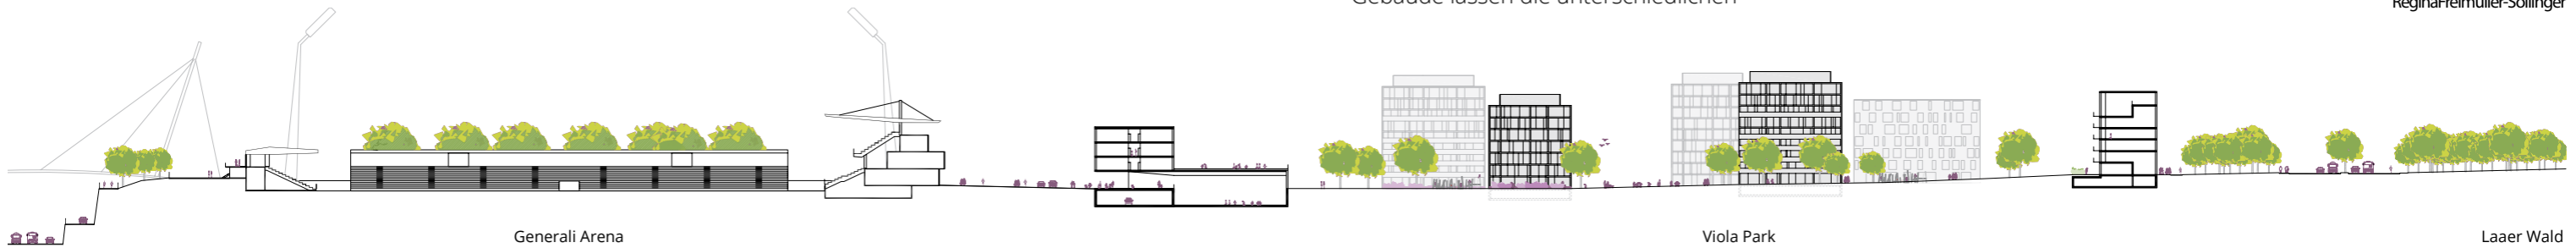 Gebäude lassen die unterschiedlichen
ReginaFreimüller-Söllinger
Generali Arena
Viola Park
Laaer Wald